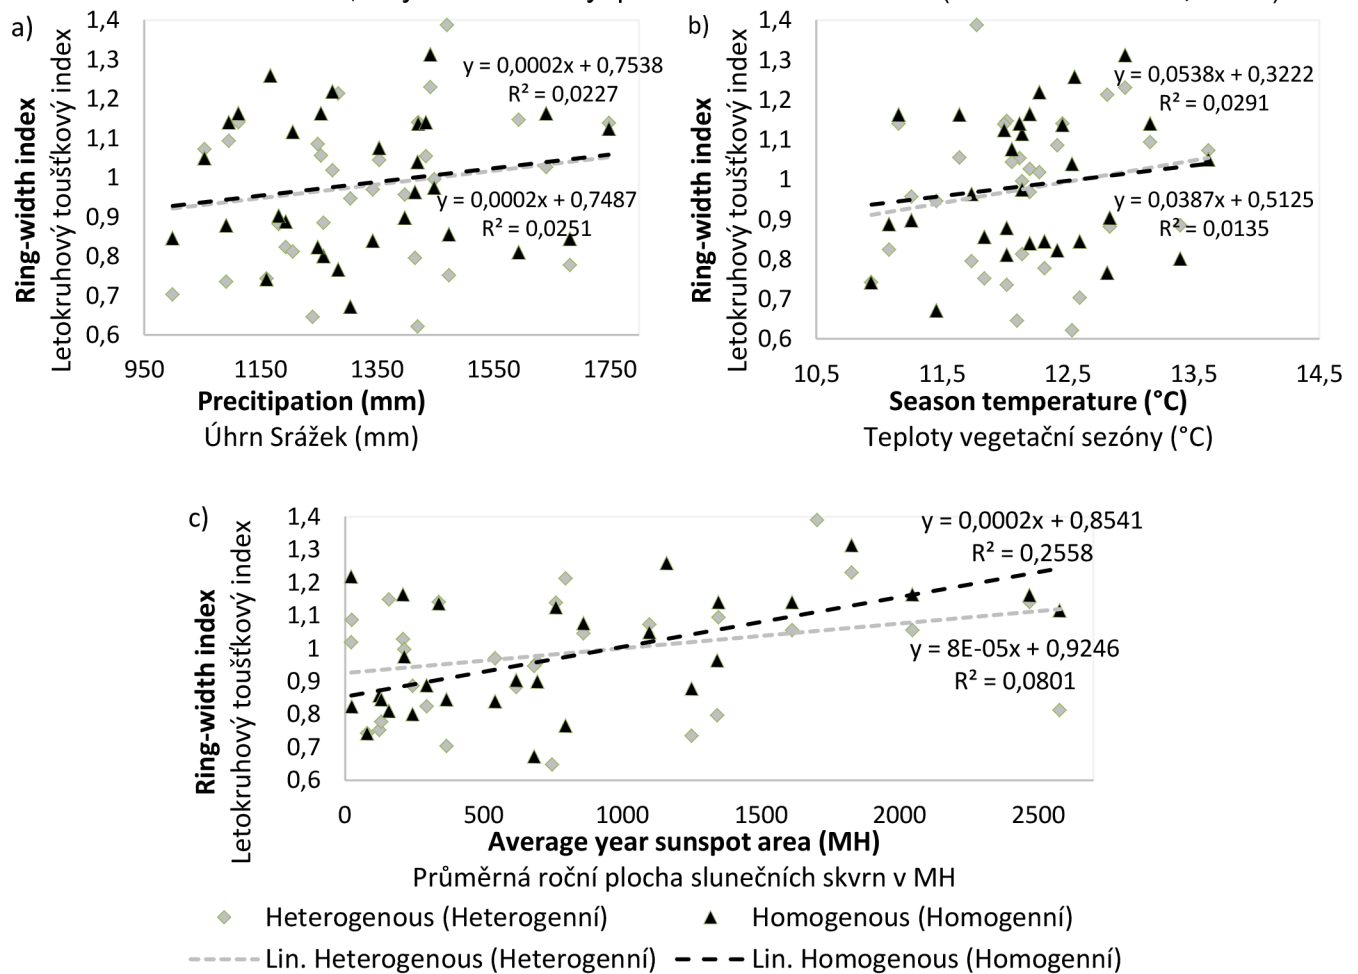 a)
Ring-width index
Letokruhový toušťkový index
1,4
1,3
1,2
1,1
1
0,9
0,8
0,7
0,6
y = 0,0002x + 0,7538
R² = 0,0227
y = 0,0002x + 0,7487
R² = 0,0251
950 1150 1350 1550 1750
Precitipation (mm)
Úhrn Srážek (mm)
b)
Ring-width index
Letokruhový toušťkový index
1,4
1,3
1,2
1,1
1
0,9
0,8
0,7
0,6
y = 0,0538x + 0,3222
R² = 0,0291
y = 0,0387x + 0,5125
R² = 0,0135
10,5 11,5 12,5 13,5 14,5
Season temperature (°C)
Teploty vegetační sezóny (°C)
c)
Ring-width index
Letokruhový toušťkový index
1,4
1,3
1,2
1,1
1
0,9
0,8
0,7
0,6
y = 0,0002x + 0,8541
R² = 0,2558
y = 8E-05x + 0,9246
R² = 0,0801
0 500 1000 1500 2000 2500
Average year sunspot area (MH)
Průměrná roční plocha slunečních skvrn v MH
Heterogenous (Heterogenní) Homogenous (Homogenní)
Lin. Heterogenous (Heterogenní) Lin. Homogenous (Homogenní)